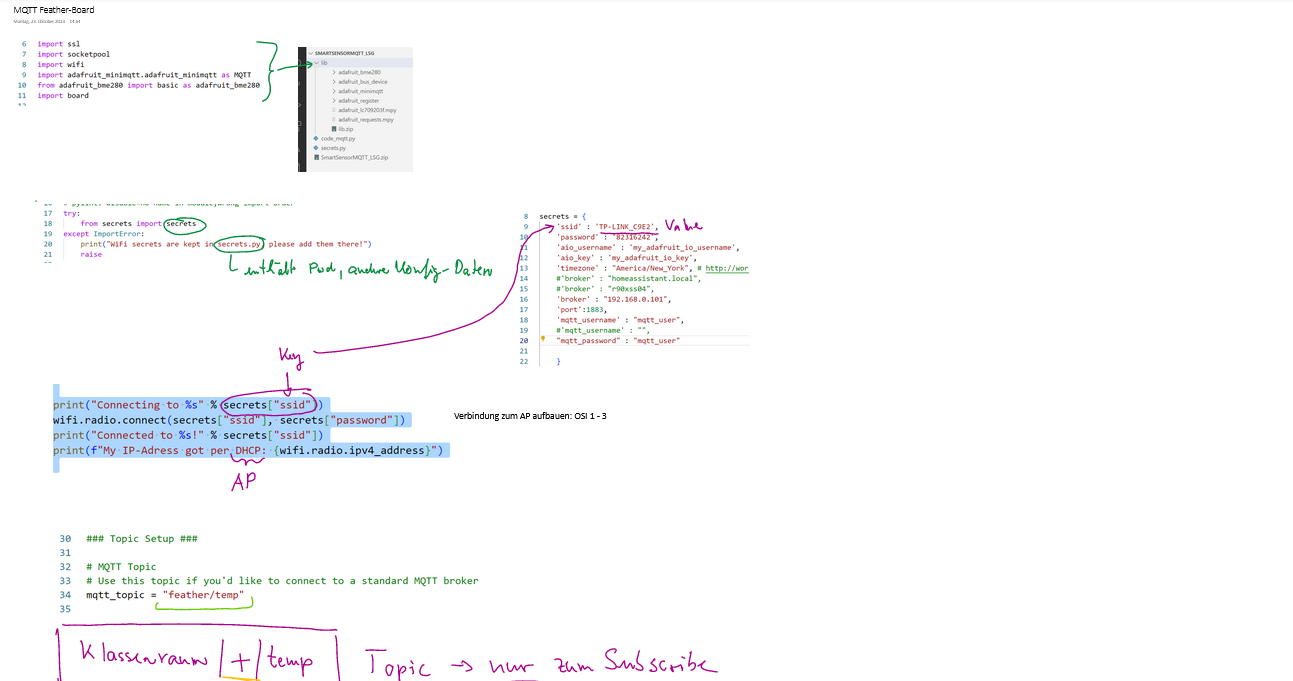 MQTT Feather-Board
Montag, 23. Oktober 2023 14:34
6 import ssl
7 import socketpool
8 import wifi
9 import adafruit_minimqtt.adafruit_minimqtt as MQTT
10 from adafruit_bme280 import basic as adafruit_bme280
11 import board
SMARTSENSORMQTT_LSG
lib
adafruit_bme280
adafruit_bus_device
adafruit_minimqtt
adafruit_register
adafruit_lc709203f.mpy
adafruit_requests.mpy
lib.zip
code_mqtt.py
secrets.py
SmartSensorMQTT_LSG.zip
17 try:
18 from secrets import secrets
19 except ImportError:
20 print("WiFi secrets are kept in secrets.py, please add them there!")
21 raise
enthält Pwd, andere Konfig-Daten
8 secrets = {
9 'ssid' : 'TP-LINK_C9E2',
Value
10 'password' : "82316242",
11 'aio_username' : 'my_adafruit_io_username',
12 'aio_key' : 'my_adafruit_io_key',
13 'timezone' : "America/New_York", # http://wor
14 #'broker' : "homeassistant.local",
15 #'broker' : "r90xss04",
16 'broker' : "192.168.0.101",
17 'port':1883,
18 'mqtt_username' : "mqtt_user",
19 #'mqtt_username' : "",
20 "mqtt_password" : "mqtt_user"
21
22 }
Key
print("Connecting to %s" % secrets["ssid"])
wifi.radio.connect(secrets["ssid"], secrets["password"])
print("Connected to %s!" % secrets["ssid"])
print(f"My IP-Adress got per DHCP: {wifi.radio.ipv4_address}")
Verbindung zum AP aufbauen: OSI 1 - 3
AP
30 ### Topic Setup ###
31
32 # MQTT Topic
33 # Use this topic if you'd like to connect to a standard MQTT broker
34 mqtt_topic = "feather/temp"
35
Klassenraum/+/temp Topic → nur zum Subscribe